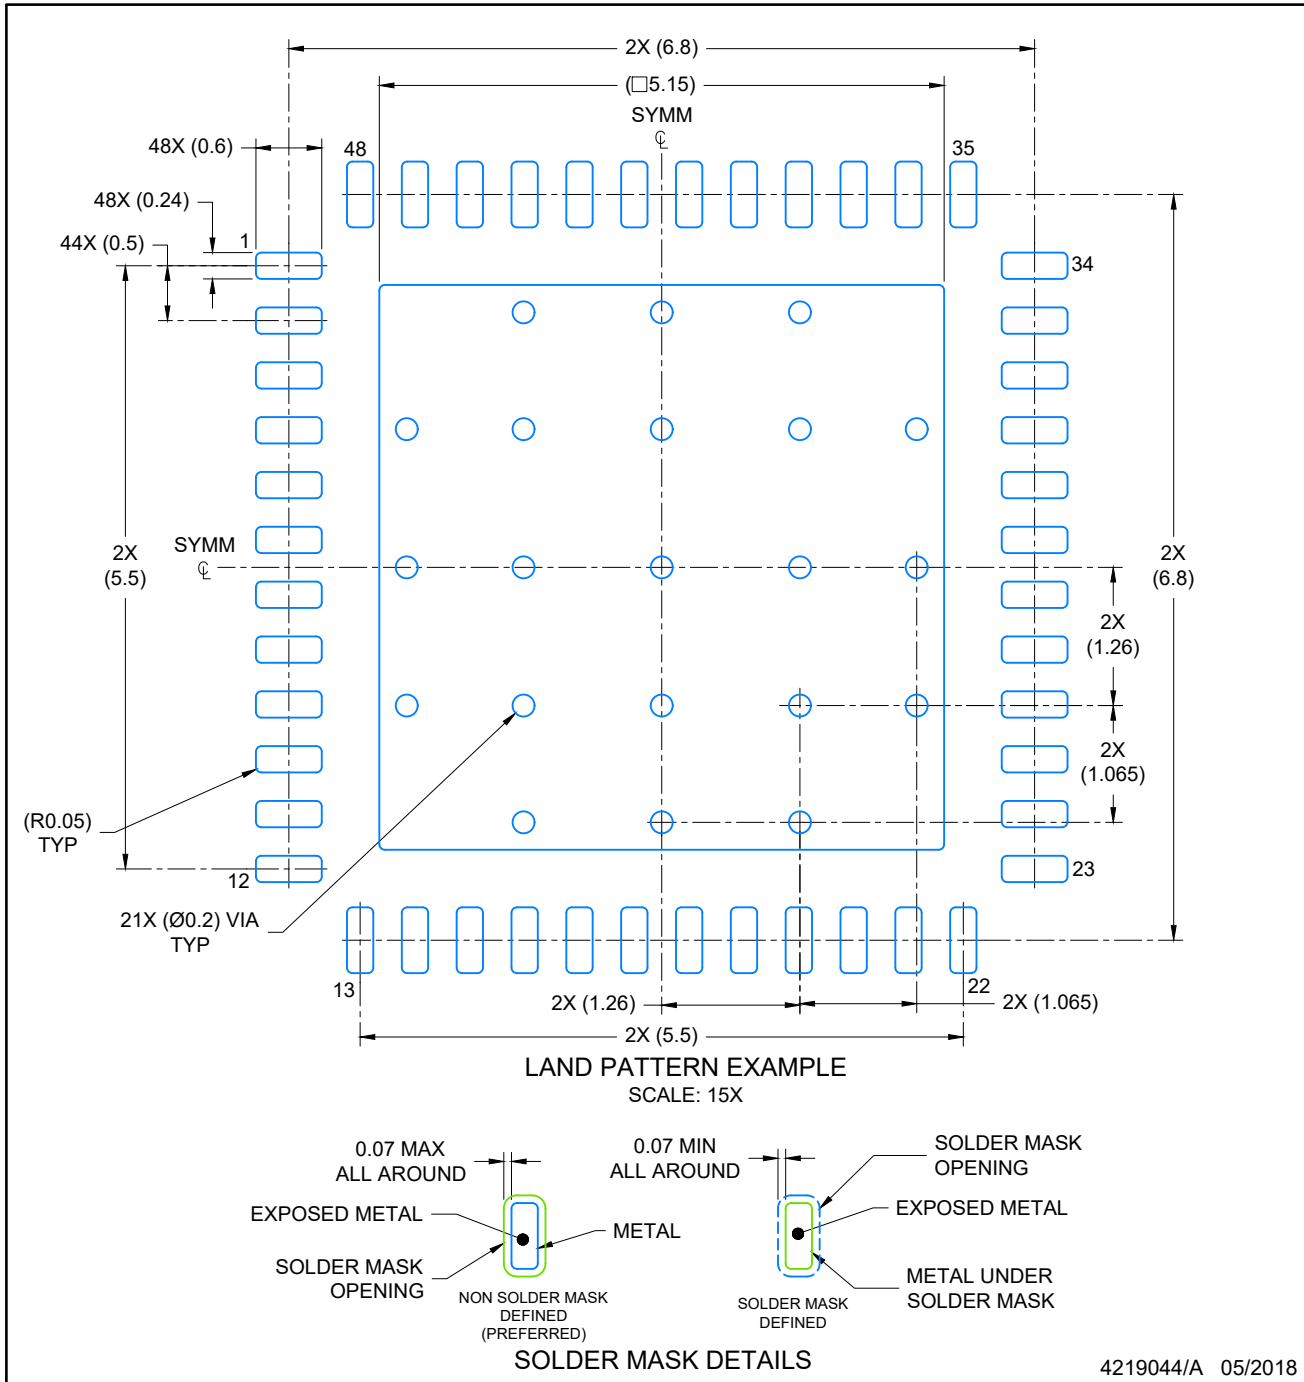 2X (6.8)
(□5.15)
SYMM
℄
48X (0.6)
48
35
48X (0.24)
44X (0.5)
1
34
SYMM
℄
2X
(5.5)
2X
(6.8)
2X
(1.26)
2X
(1.065)
(R0.05)
TYP
12
23
21X (Ø0.2) VIA
TYP
13
22
2X (1.26)
2X (1.065)
2X (5.5)
LAND PATTERN EXAMPLE
SCALE: 15X
0.07 MAX
ALL AROUND
0.07 MIN
ALL AROUND
SOLDER MASK
OPENING
EXPOSED METAL
METAL
EXPOSED METAL
SOLDER MASK
OPENING
METAL UNDER
SOLDER MASK
NON SOLDER MASK
DEFINED
(PREFERRED)
SOLDER MASK
DEFINED
SOLDER MASK DETAILS
4219044/A 05/2018